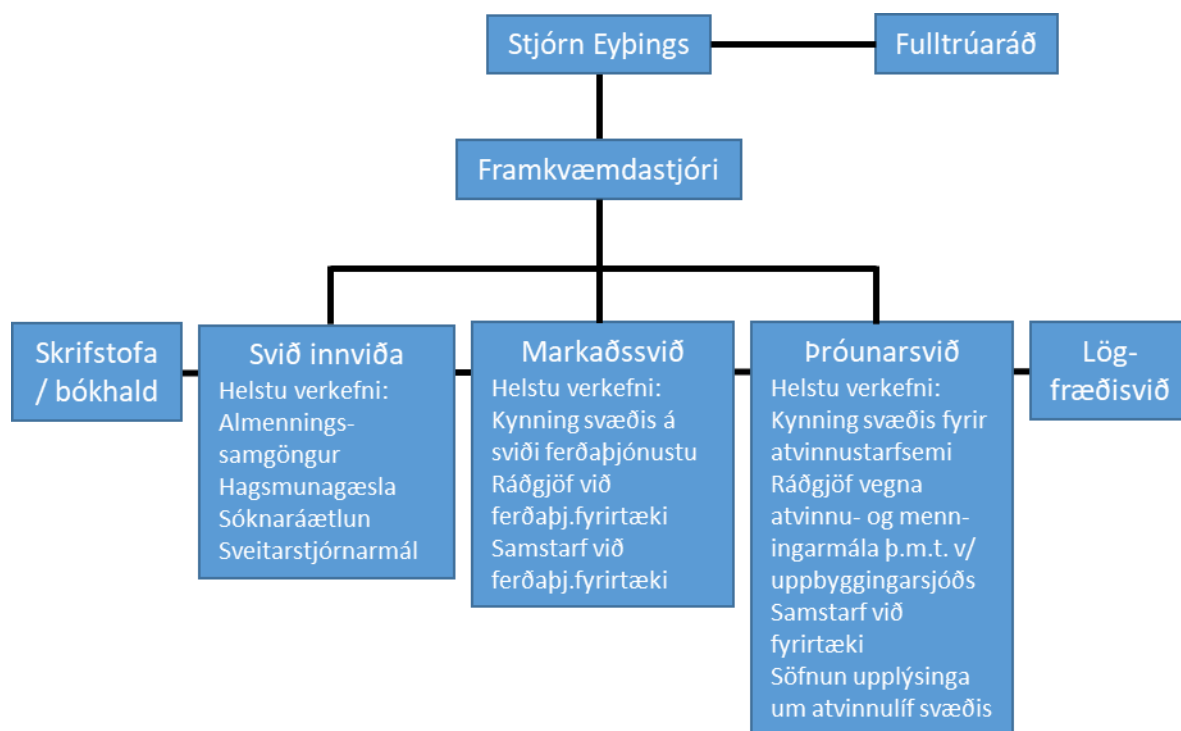 Stjórn Eyþings
Fulltrúaráð
Framkvæmdastjóri
Skrifstofa
/ bókhald
Svið innviða
Helstu verkefni:
Almennings-
samgöngur
Hagsmunagæsla
Sóknaráætlun
Sveitarstjórnarmál
Markaðssvið
Helstu verkefni:
Kynning svæðis á
sviði ferðaþjónustu
Ráðgjöf við
ferðaþj.fyrirtæki
Samstarf við
ferðaþj.fyrirtæki
Þróunarsvið
Helstu verkefni:
Kynning svæðis fyrir
atvinnustarfsemi
Ráðgjöf vegna
atvinnu- og menn-
ingarmála þ.m.t. v/
uppbyggingarsjóðs
Samstarf við
fyrirtæki
Söfnun upplýsinga
um atvinnulíf svæðis
Lög-
fræðisvið